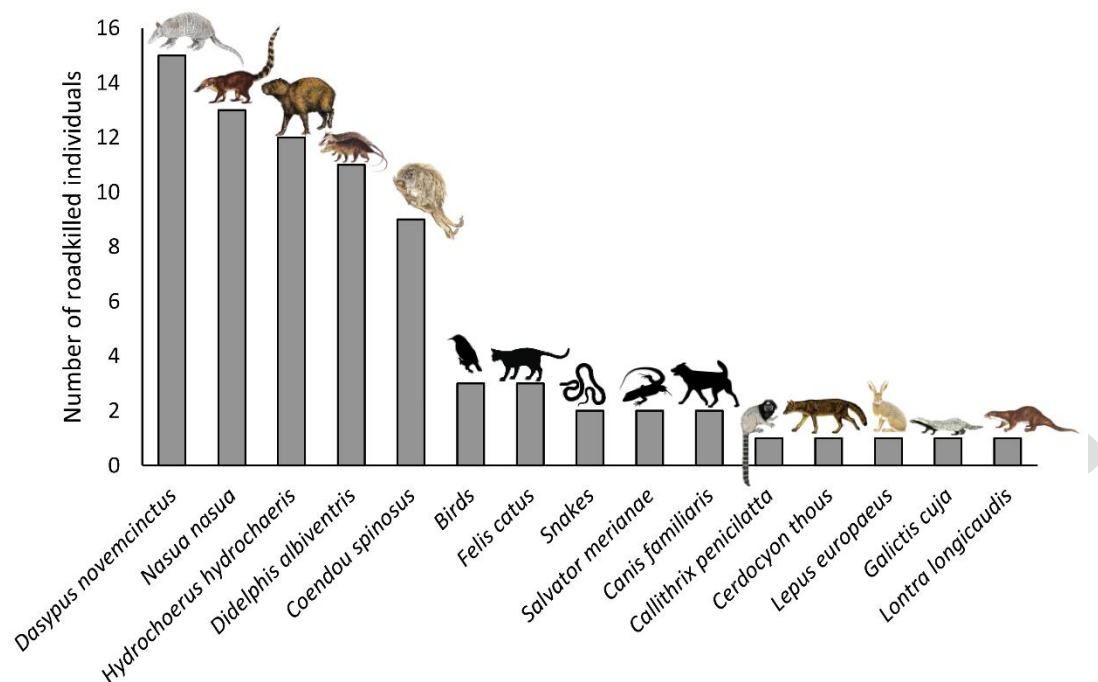 Number of roadkilled individuals
16
14
12
10
8
6
4
2
0
Dasypus novemcinctus
Nasua nasua
Hydrochoerus hydrochaeris
Didelphis albiventris
Coendou spinosus
Birds
Felis catus
Snakes
Salvator merianae
Canis familiaris
Callithrix penicilatta
Cerdocyon thous
Lepus europaeus
Galictis cuja
Lontra longicaudis